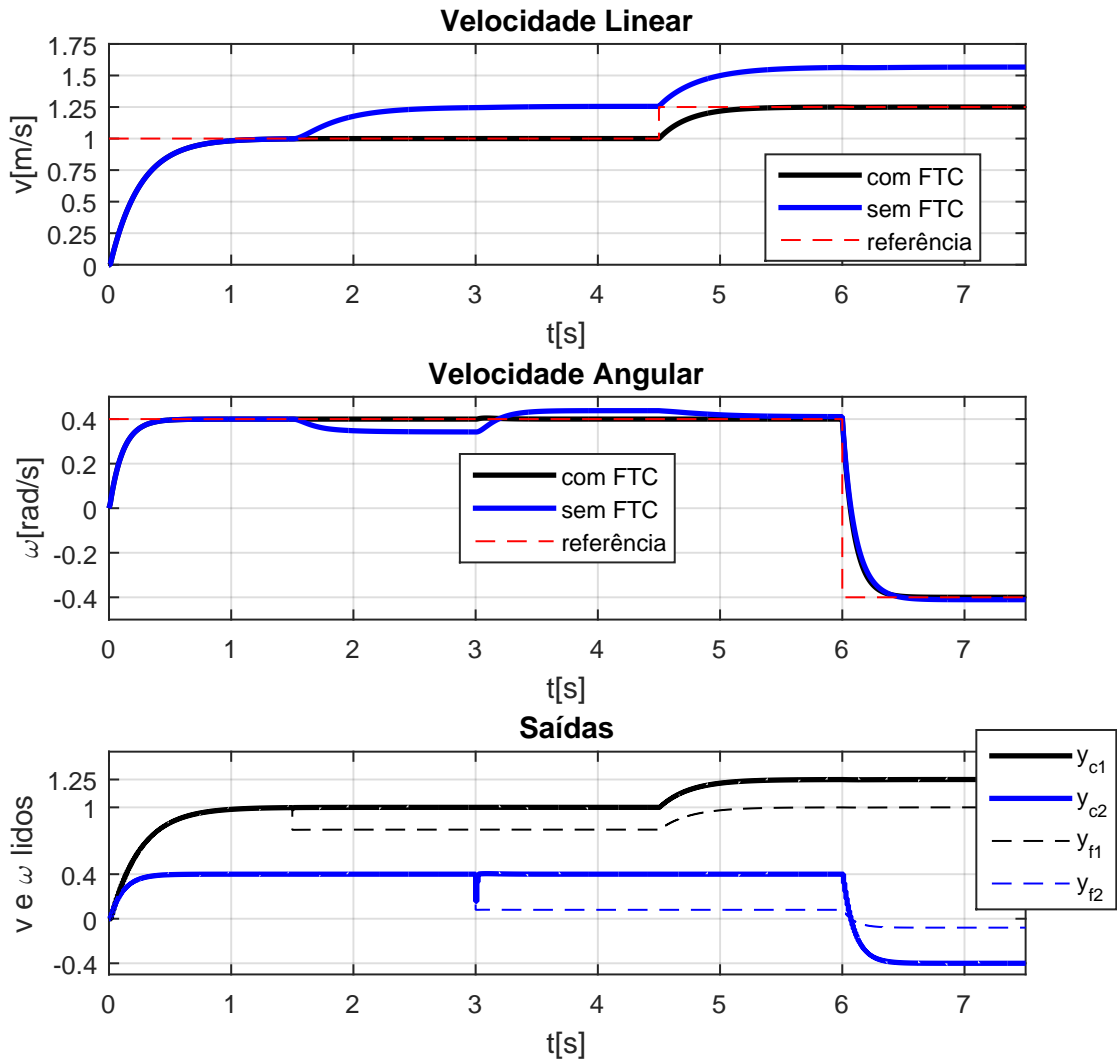 Velocidade Linear
1.75
1.5
1.25
1
0.75
0.5
0.25
0
v[m/s]
com FTC
sem FTC
referência
0 1 2 3 4 5 6 7
t[s]
Velocidade Angular
0.4
0.2
0
-0.2
-0.4
ω[rad/s]
com FTC
sem FTC
referência
0 1 2 3 4 5 6 7
t[s]
Saídas
1.25
1
0.4
0
-0.4
v e ω lidos
y_c1
y_c2
y_f1
y_f2
0 1 2 3 4 5 6 7
t[s]